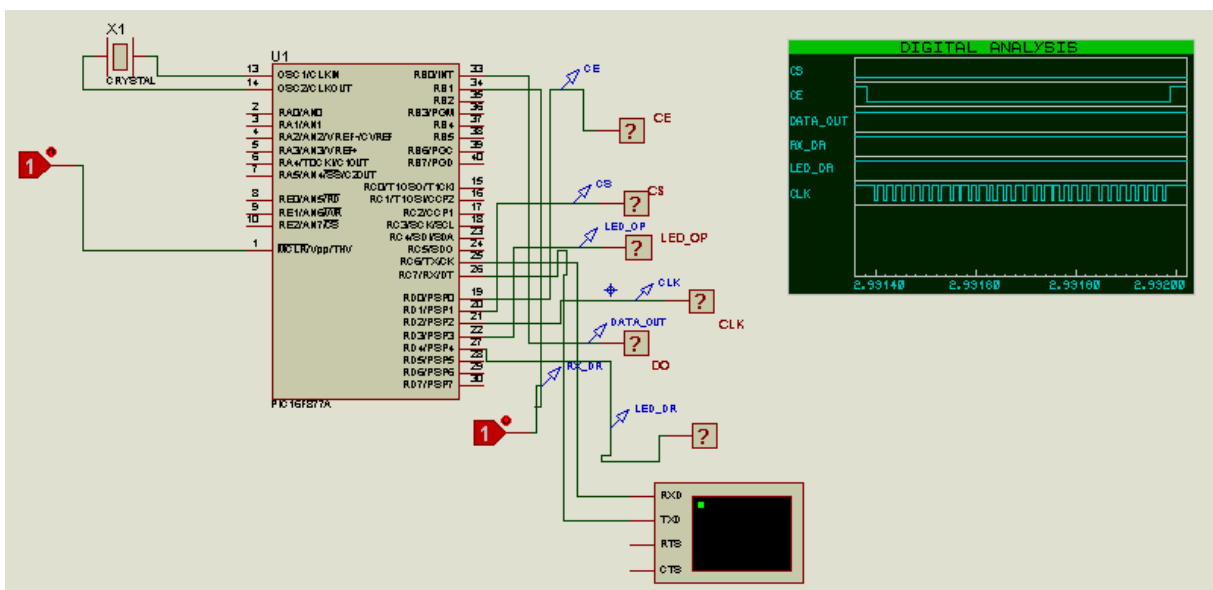 X1
CRYSTAL
U1
13 OSC1/CLKIN
14 OSC2/CLKOUT
2 RA0/AN0
3 RA1/AN1
4 RA2/AN2/VREF-/CVREF
5 RA3/AN3/VREF+
6 RA4/T0CKI/C1OUT
7 RA5/AN4/SS/C2OUT
8 RE0/AN5/RD
9 RE1/AN6/WR
10 RE2/AN7/CS
1 MCLR/Vpp/THV
RB0/INT 33
RB1 34
RB2 35
RB3/PGM 36
RB4 37
RB5 38
RB6/PGC 39
RB7/PGD 40
RC0/T1OSO/T1CKI 15
RC1/T1OSI/CCP2 16
RC2/CCP1 17
RC3/SCK/SCL 18
RC4/SDI/SDA 23
RC5/SDO 24
RC6/TX/CK 25
RC7/RX/DT 26
RD0/PSP0 19
RD1/PSP1 20
RD2/PSP2 21
RD3/PSP3 22
RD4/PSP4 27
RD5/PSP5 28
RD6/PSP6 29
RD7/PSP7 30
PIC16F877A
1
CE
? CE
CS
? CS
LED_OP
? LED_OP
CLK
? CLK
DATA_OUT
? DO
RX_DR
1
LED_DR
?
RXD
TXD
RTS
CTS
DIGITAL ANALYSIS
CS
CE
DATA_OUT
RX_DR
LED_DR
CLK
2.99140 2.99160 2.99180 2.99200